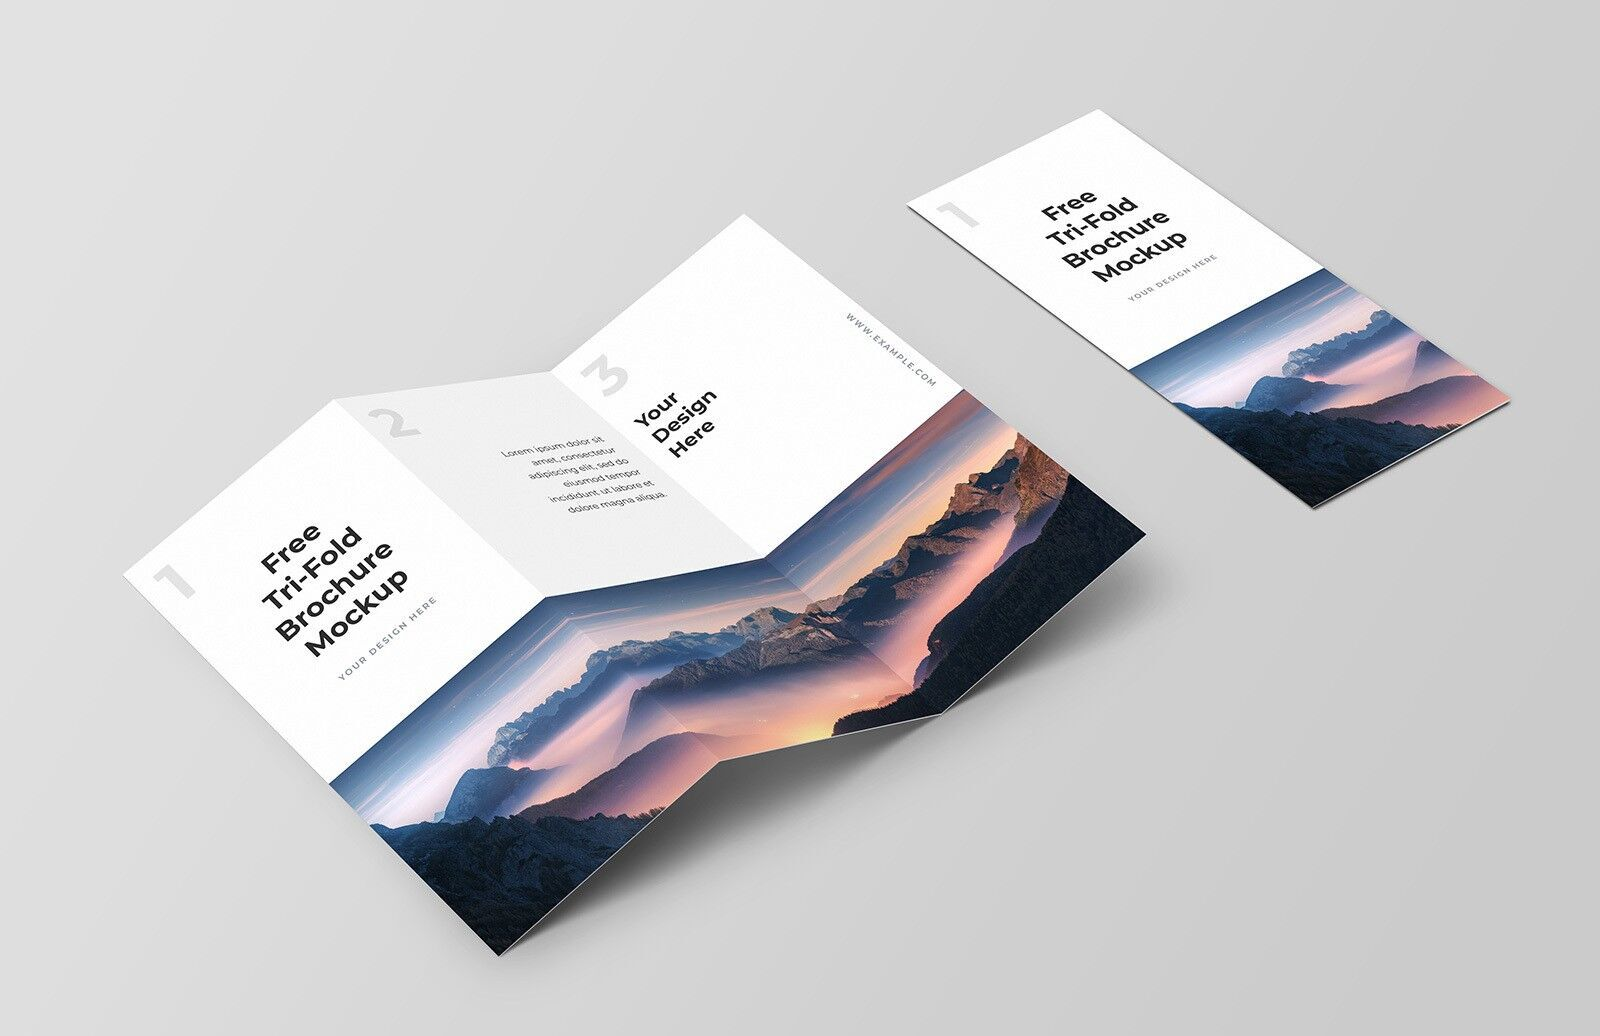 1
Free
Tri-Fold
Brochure
Mockup
YOUR DESIGN HERE
2
Lorem ipsum dolor sit
amet, consectetur
adipiscing elit, sed do
eiusmod tempor
incididunt ut labore et
dolore magna aliqua.
3
Your
Design
Here
WWW.EXAMPLE.COM
1
Free
Tri-Fold
Brochure
Mockup
YOUR DESIGN HERE